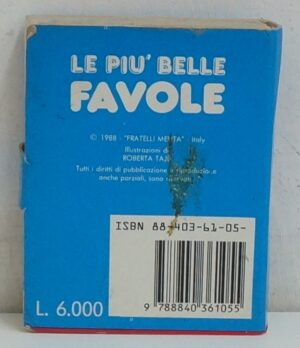 LE PIU' BELLE
FAVOLE
© 1988 - "FRATELLI MELITA" - Italy
Illustrazioni di
ROBERTA
Tutti i diritti di pubblicazione e riproduzione
anche parziali, sono riservati
ISBN 88-403-61-05-
L. 6.000
9 788840 361055